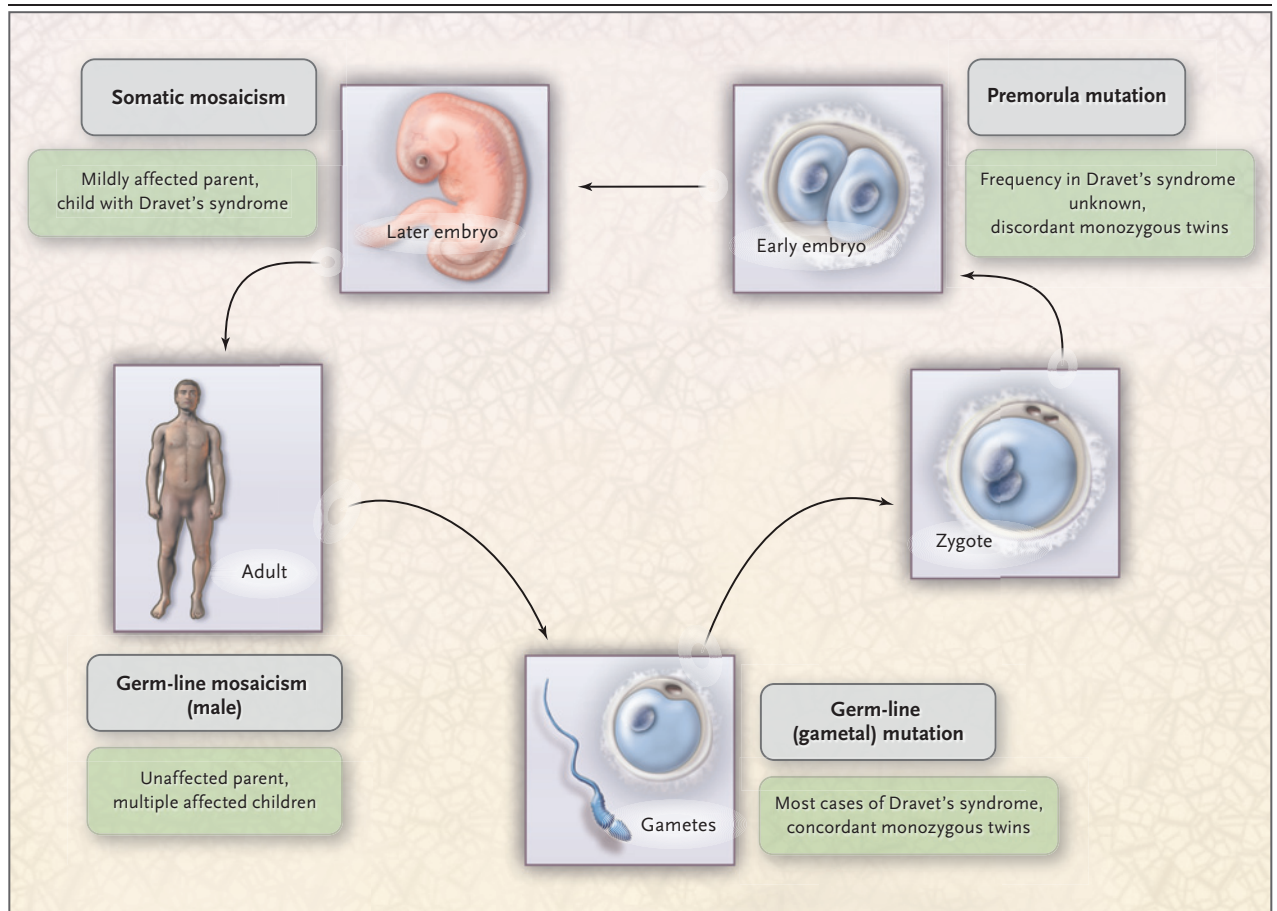 Somatic mosaicism
Mildly affected parent,
child with Dravet's syndrome
Later embryo
Early embryo
Premorula mutation
Frequency in Dravet's syndrome
unknown,
discordant monozygous twins
Adult
Germ-line mosaicism
(male)
Unaffected parent,
multiple affected children
Zygote
Gametes
Germ-line
(gametal) mutation
Most cases of Dravet's syndrome,
concordant monozygous twins